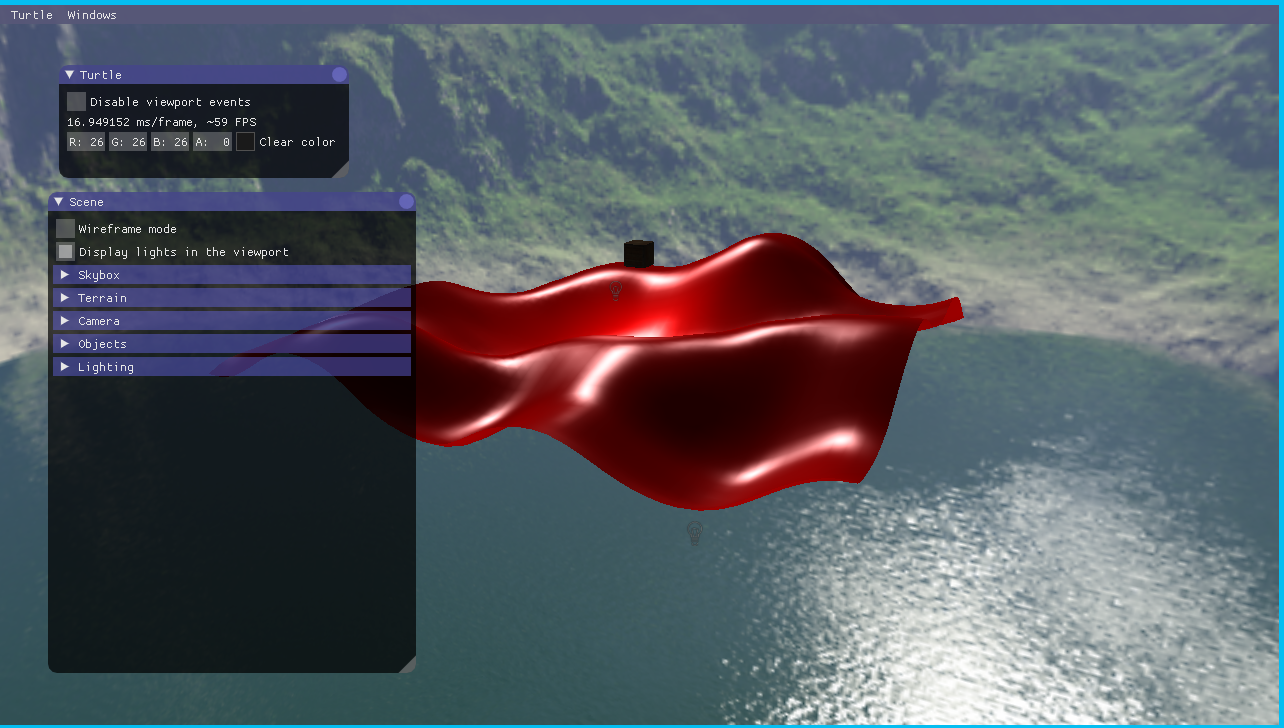 Turtle Windows
Turtle
Disable viewport events
16.949152 ms/frame, ~59 FPS
R: 26 G: 26 B: 26 A: 0 Clear color
Scene
Wireframe mode
Display lights in the viewport
Skybox
Terrain
Camera
Objects
Lighting